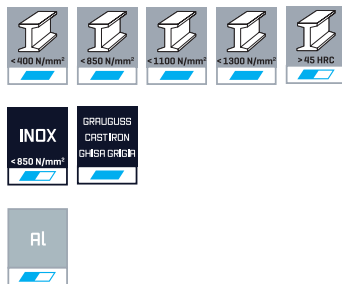 <400 N/mm² <850 N/mm² <1100 N/mm² <1300 N/mm² >45 HRC
INOX
<850 N/mm²
GRAUGUSS
CAST IRON
GHISA GRIGIA
Al